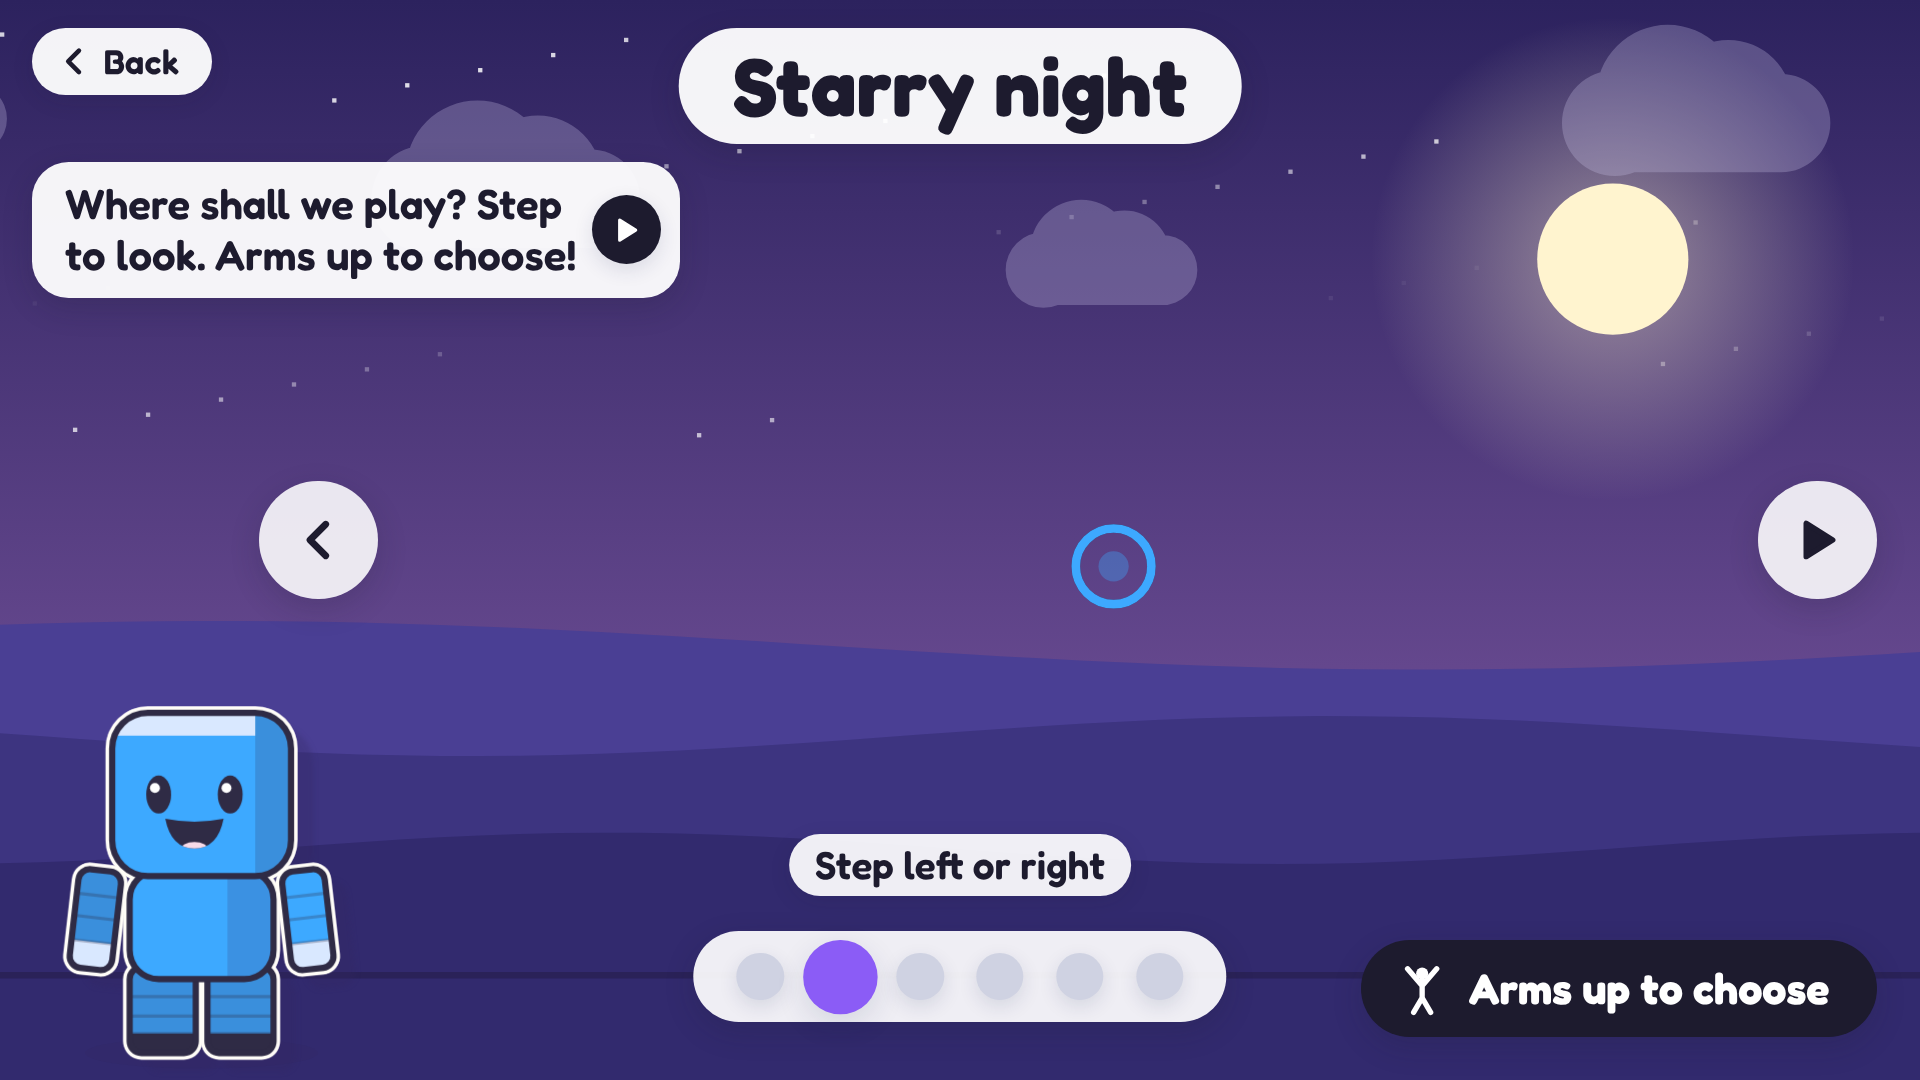 Back
Starry night
Where shall we play? Step
to look. Arms up to choose!
Step left or right
Arms up to choose